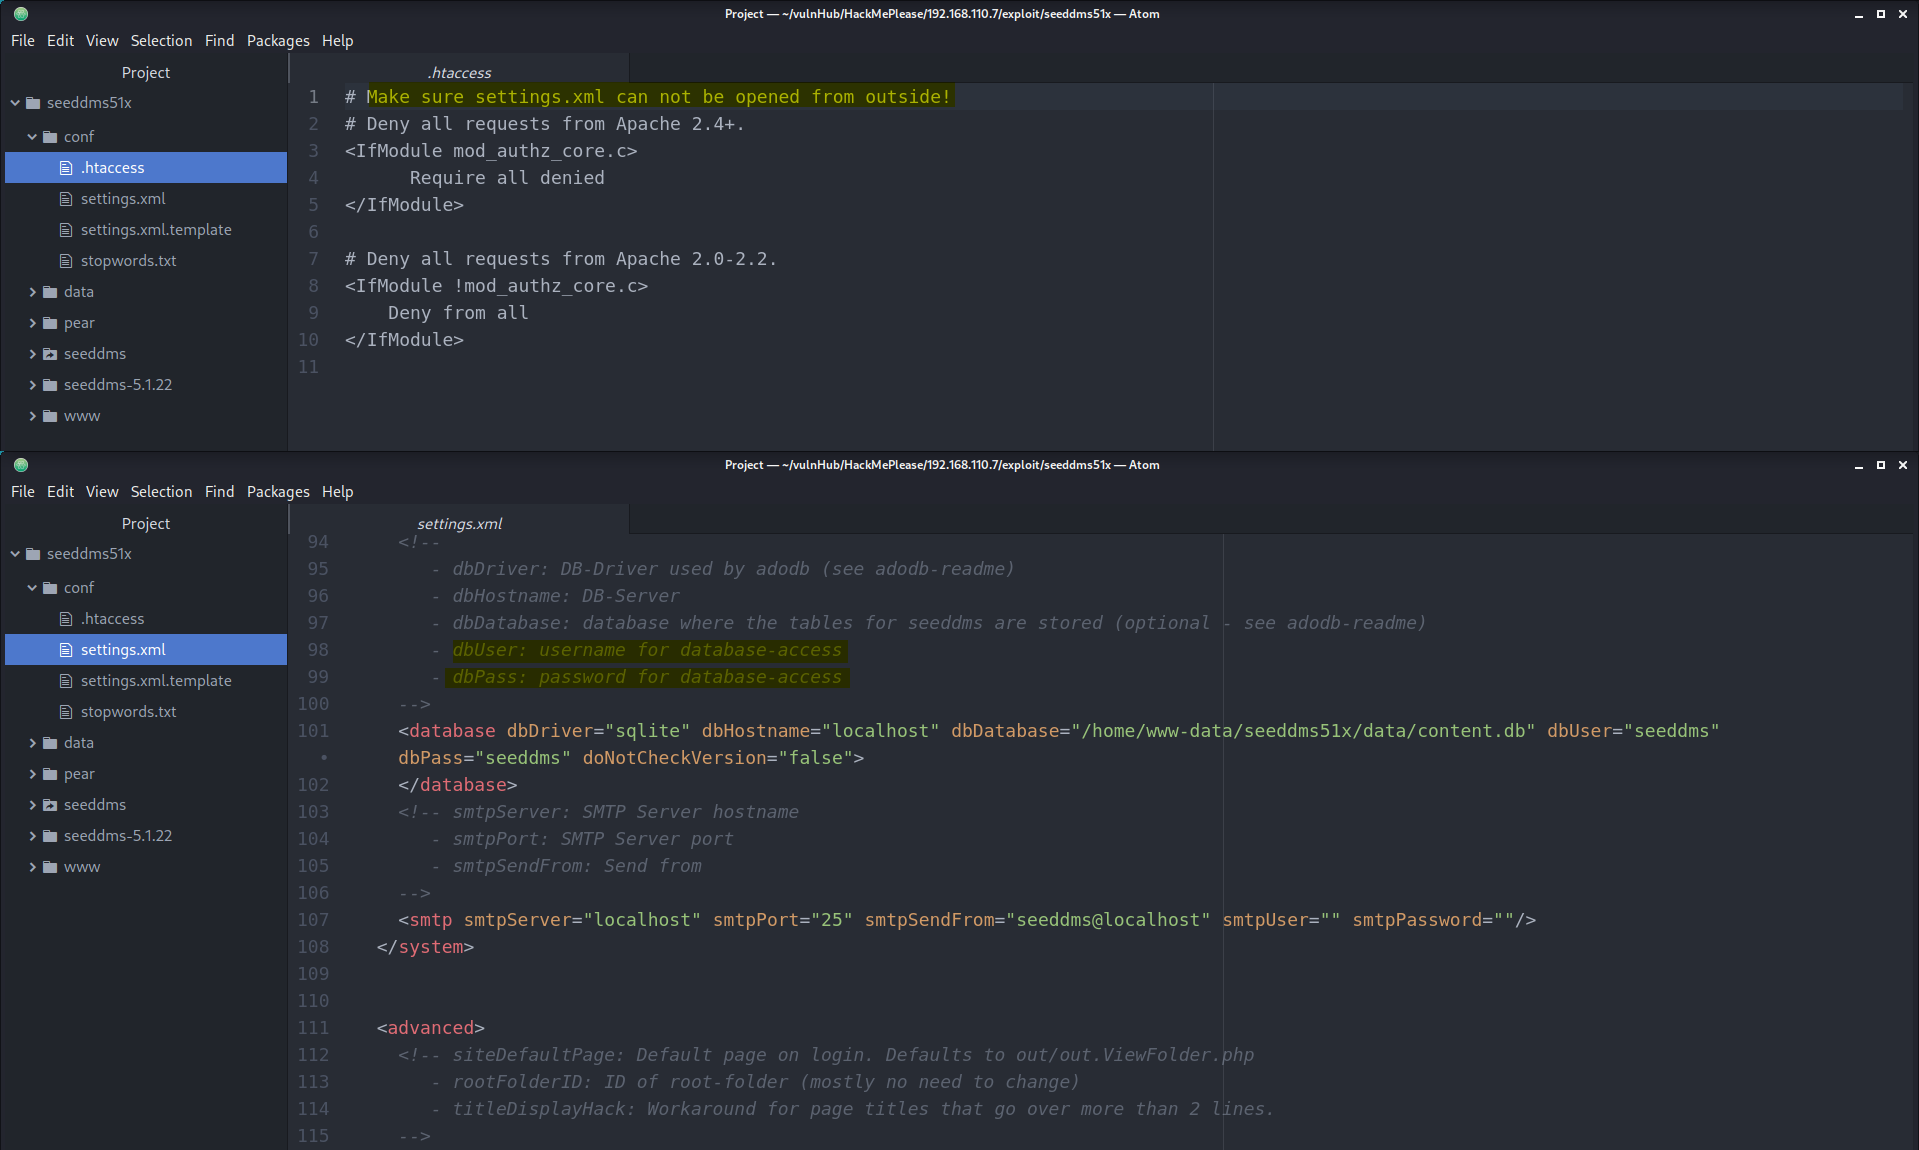 Project — ~/vulnHub/HackMePlease/192.168.110.7/exploit/seeddms51x — Atom
File Edit View Selection Find Packages Help
Project
seeddms51x
conf
.htaccess
settings.xml
settings.xml.template
stopwords.txt
data
pear
seeddms
seeddms-5.1.22
www
.htaccess
1 # Make sure settings.xml can not be opened from outside!
2 # Deny all requests from Apache 2.4+.
3 <IfModule mod_authz_core.c>
4       Require all denied
5 </IfModule>
6
7 # Deny all requests from Apache 2.0-2.2.
8 <IfModule !mod_authz_core.c>
9     Deny from all
10 </IfModule>
11
Project — ~/vulnHub/HackMePlease/192.168.110.7/exploit/seeddms51x — Atom
File Edit View Selection Find Packages Help
Project
seeddms51x
conf
.htaccess
settings.xml
settings.xml.template
stopwords.txt
data
pear
seeddms
seeddms-5.1.22
www
settings.xml
94      <!--
95         - dbDriver: DB-Driver used by adodb (see adodb-readme)
96         - dbHostname: DB-Server
97         - dbDatabase: database where the tables for seeddms are stored (optional - see adodb-readme)
98         - dbUser: username for database-access
99         - dbPass: password for database-access
100      -->
101      <database dbDriver="sqlite" dbHostname="localhost" dbDatabase="/home/www-data/seeddms51x/data/content.db" dbUser="seeddms"
•      dbPass="seeddms" doNotCheckVersion="false">
102      </database>
103      <!-- smtpServer: SMTP Server hostname
104         - smtpPort: SMTP Server port
105         - smtpSendFrom: Send from
106      -->
107      <smtp smtpServer="localhost" smtpPort="25" smtpSendFrom="seeddms@localhost" smtpUser="" smtpPassword=""/>
108    </system>
109
110
111    <advanced>
112      <!-- siteDefaultPage: Default page on login. Defaults to out/out.ViewFolder.php
113         - rootFolderID: ID of root-folder (mostly no need to change)
114         - titleDisplayHack: Workaround for page titles that go over more than 2 lines.
115      -->